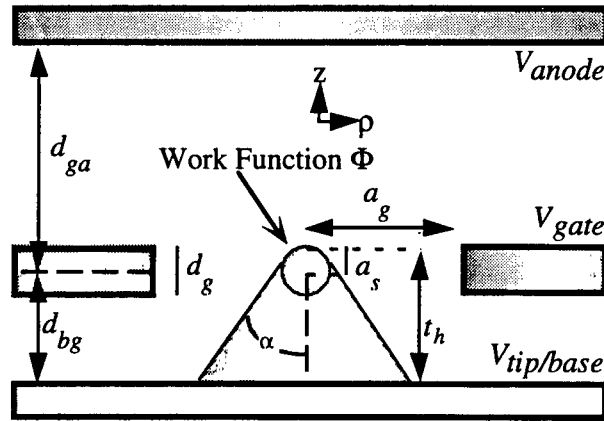 V_anode
z
ρ
d_ga
Work Function Φ
a_g
V_gate
d_g
a_s
d_bg
t_h
α
V_tip/base